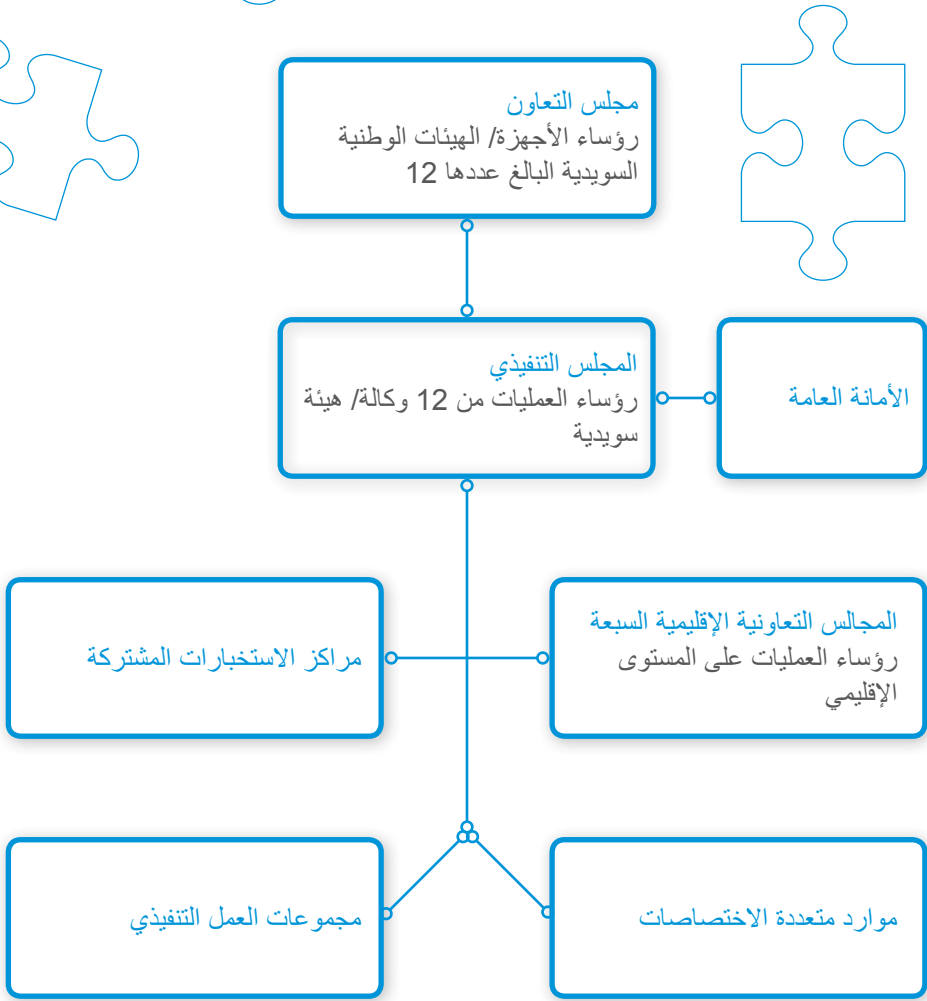 مجلس التعاون
رؤساء الأجهزة/ الهيئات الوطنية
السويدية البالغ عددها 12
المجلس التنفيذي
رؤساء العمليات من 12 وكالة/ هيئة
سويدية
الأمانة العامة
المجالس التعاونية الإقليمية السبعة
رؤساء العمليات على المستوى
الإقليمي
مراكز الاستخبارات المشتركة
موارد متعددة الاختصاصات
مجموعات العمل التنفيذي